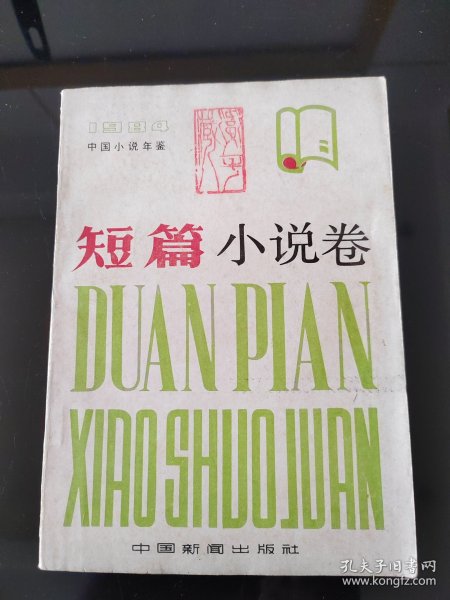 1984
中国小说年鉴
短篇小说卷
DUAN PIAN
XIAO SHUO JUAN
中国新闻出版社
孔夫子旧书网
www.kongfz.com